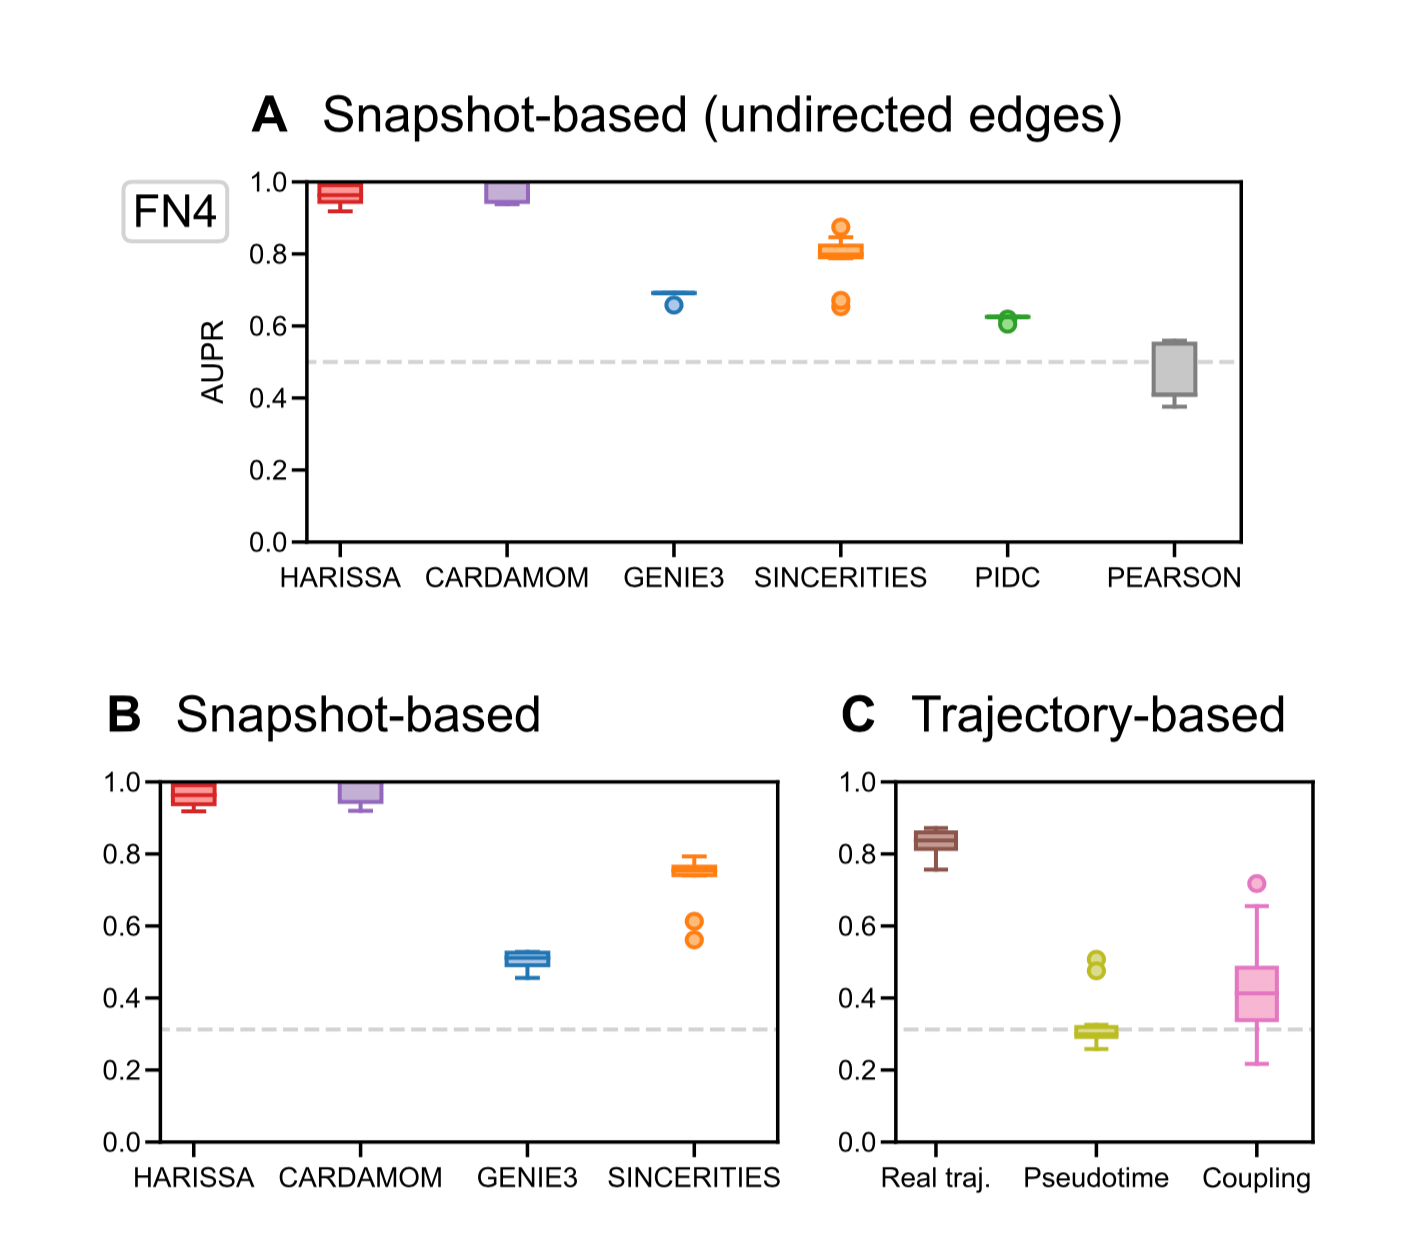 A Snapshot-based (undirected edges)
FN4
AUPR
1.0
0.8
0.6
0.4
0.2
0.0
HARISSA CARDAMOM GENIE3 SINCERITIES PIDC PEARSON
B Snapshot-based
1.0
0.8
0.6
0.4
0.2
0.0
HARISSA CARDAMOM GENIE3 SINCERITIES
C Trajectory-based
1.0
0.8
0.6
0.4
0.2
0.0
Real traj. Pseudotime Coupling